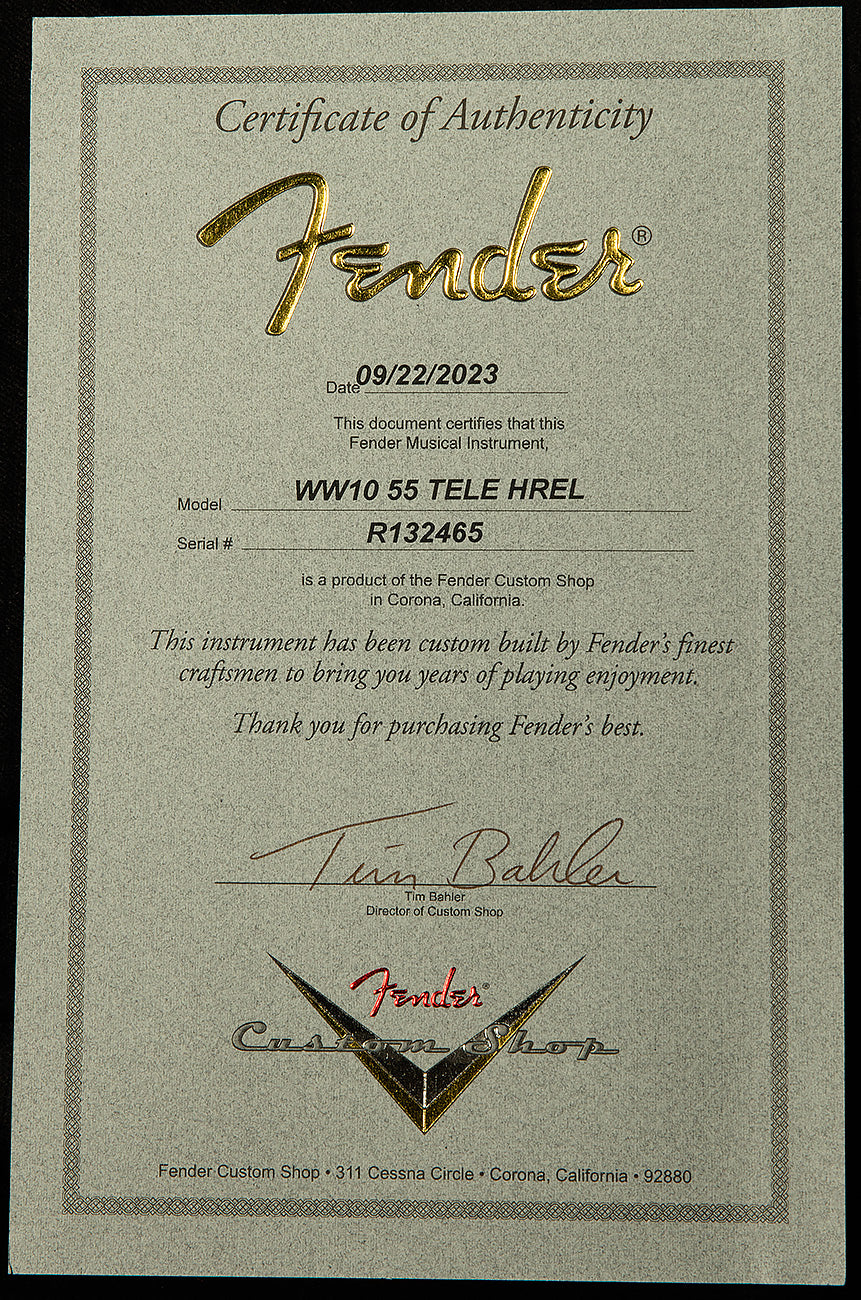 Certificate of Authenticity
Fender®
Date 09/22/2023
This document certifies that this
Fender Musical Instrument,
Model WW10 55 TELE HREL
Serial # R132465
is a product of the Fender Custom Shop
in Corona, California.
This instrument has been custom built by Fender's finest
craftsmen to bring you years of playing enjoyment.
Thank you for purchasing Fender's best.
Tim Bahler
Tim Bahler
Director of Custom Shop
Fender®
Custom Shop
Fender Custom Shop • 311 Cessna Circle • Corona, California • 92880